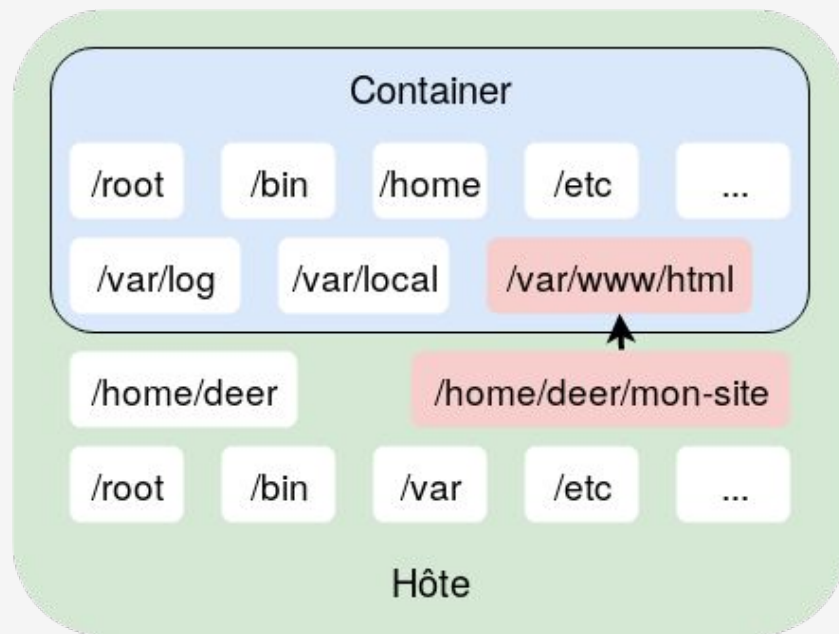 Container
/root /bin /home /etc ...
/var/log /var/local /var/www/html
/home/deer /home/deer/mon-site
/root /bin /var /etc ...
Hôte